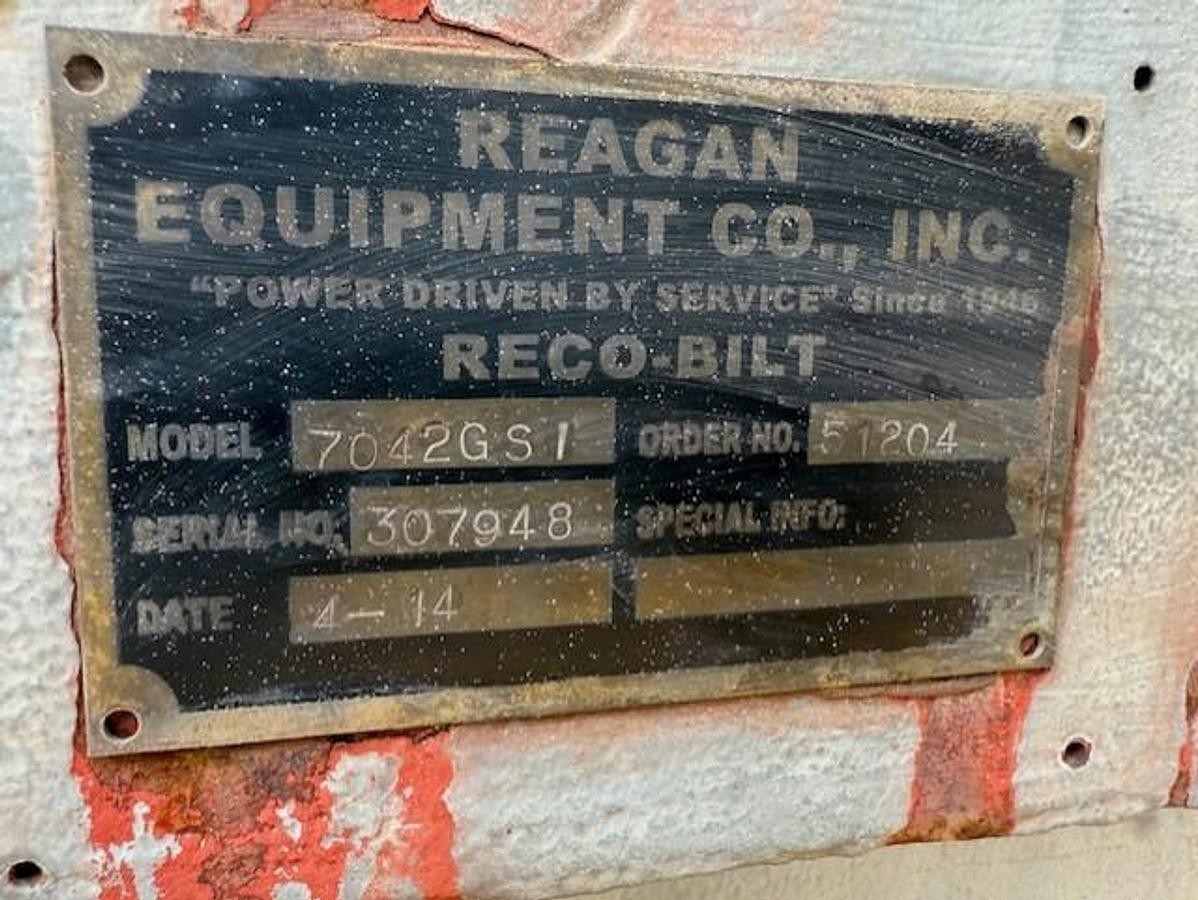 REAGAN
EQUIPMENT CO., INC.
"POWER DRIVEN BY SERVICE" Since 1946
RECO-BILT
MODEL 7042GSI ORDER NO. 51204
SERIAL NO. 307948 SPECIAL INFO:
DATE 4-14